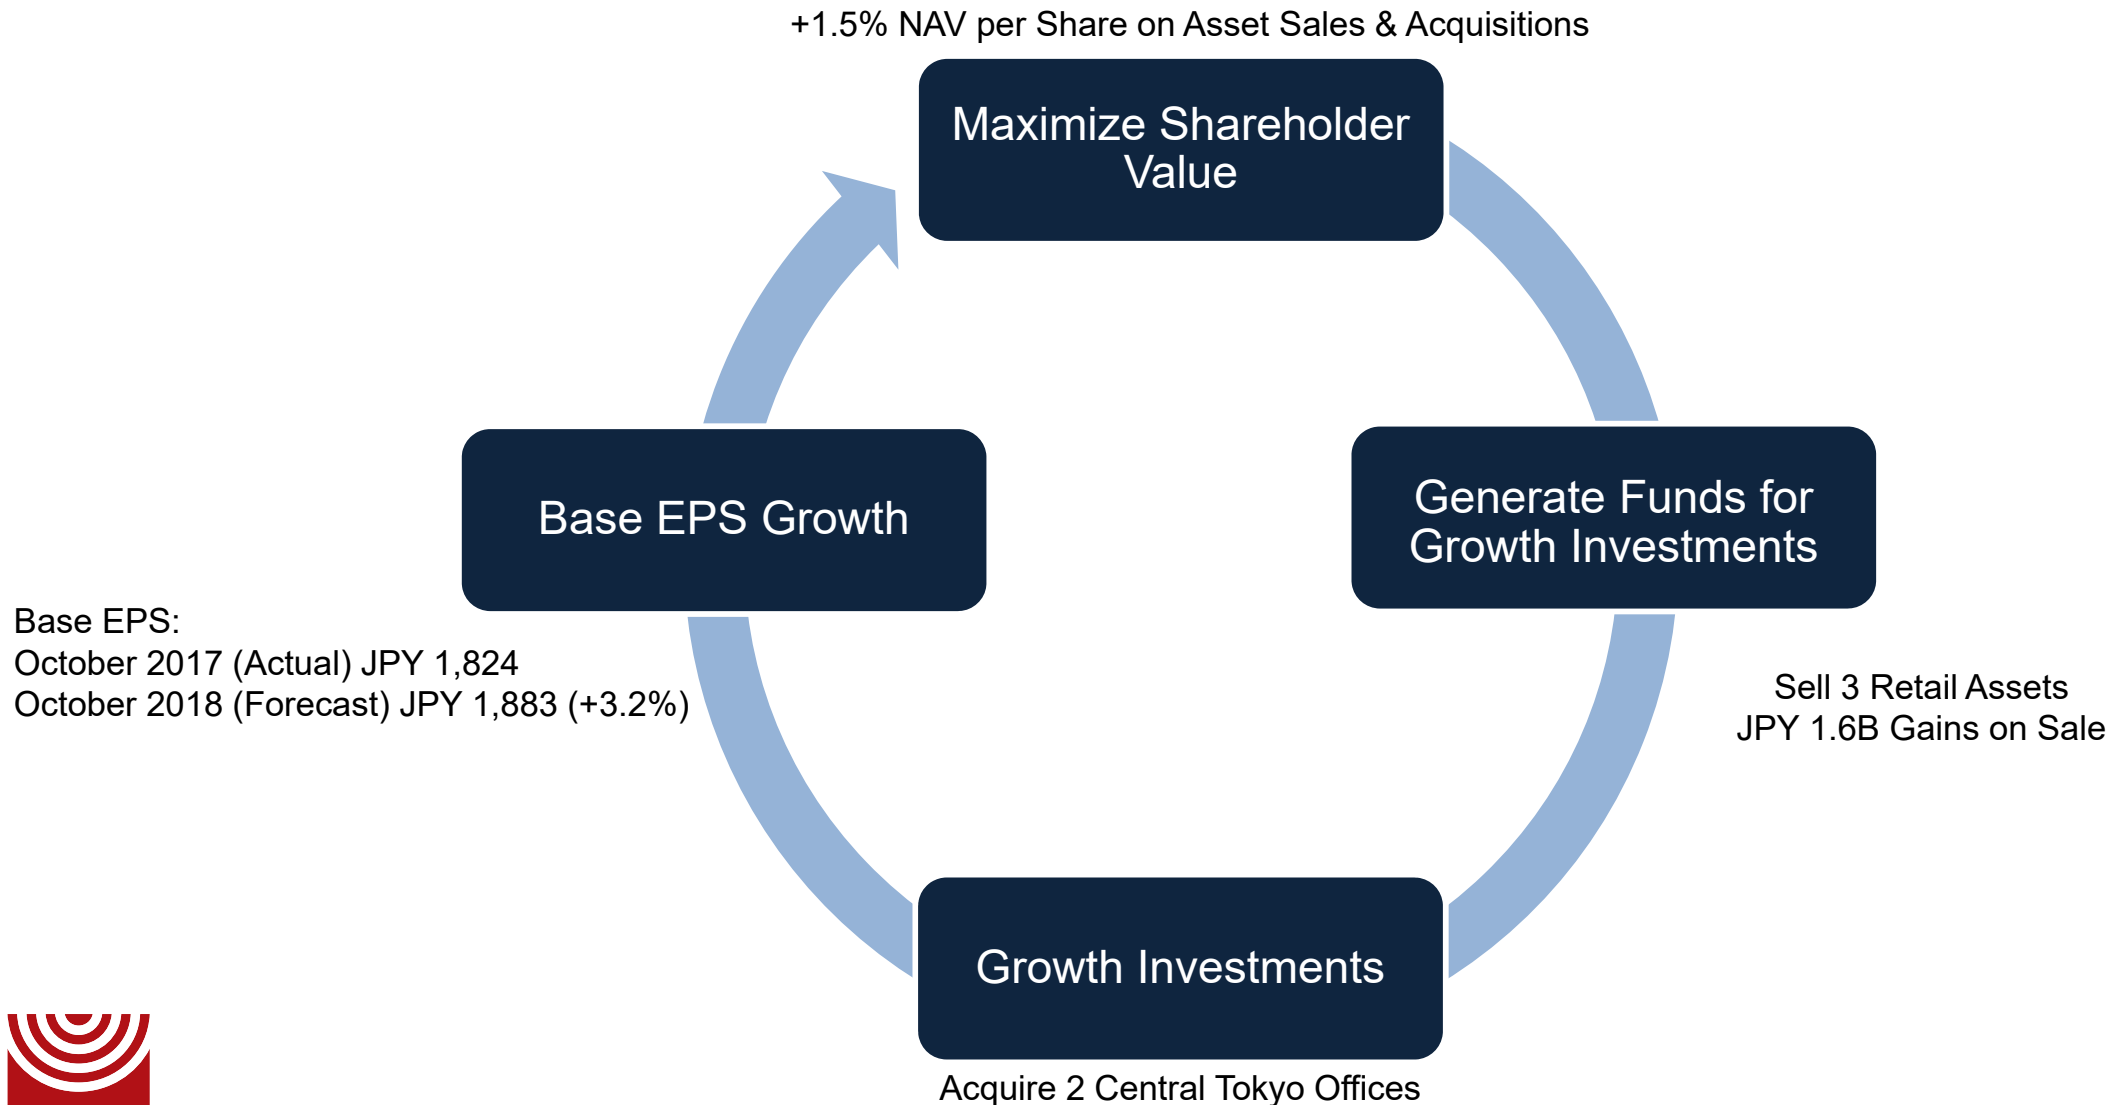 +1.5% NAV per Share on Asset Sales & Acquisitions
Maximize Shareholder
Value
Generate Funds for
Growth Investments
Sell 3 Retail Assets
JPY 1.6B Gains on Sale
Growth Investments
Acquire 2 Central Tokyo Offices
Base EPS Growth
Base EPS:
October 2017 (Actual) JPY 1,824
October 2018 (Forecast) JPY 1,883 (+3.2%)